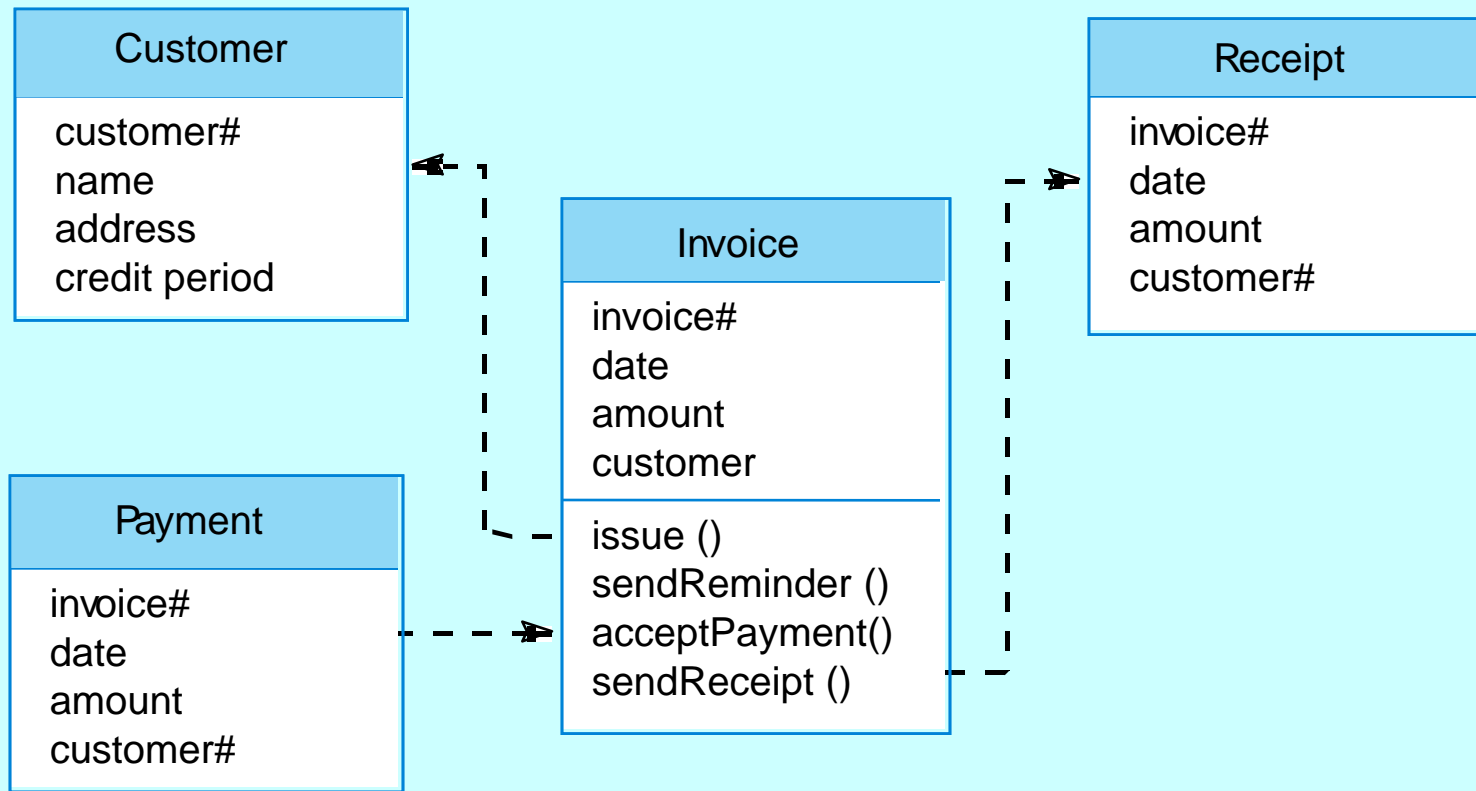 Customer
customer#
name
address
credit period
Receipt
invoice#
date
amount
customer#
Invoice
invoice#
date
amount
customer
issue ()
sendReminder ()
acceptPayment()
sendReceipt ()
Payment
invoice#
date
amount
customer#